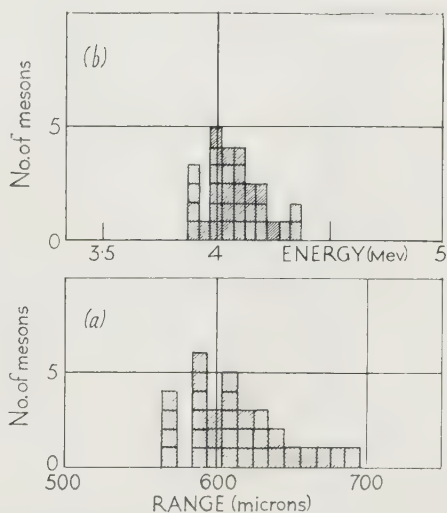 (b)
No. of mesons
5
0
3.5 4 ENERGY (Mev) 5
(a)
No. of mesons
5
0
500 600 700
RANGE (microns)